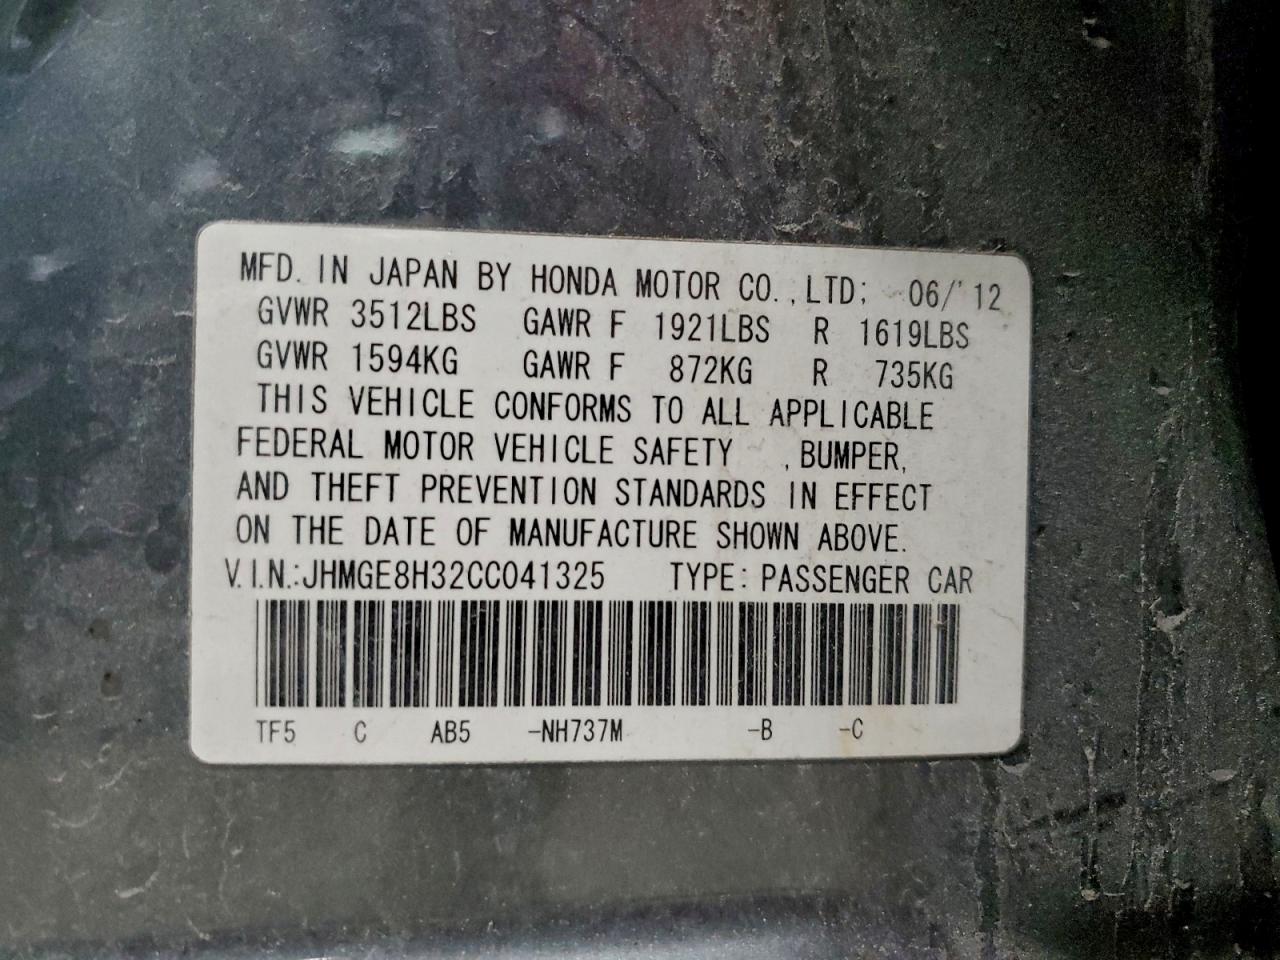 MFD. IN JAPAN BY HONDA MOTOR CO., LTD; 06/'12
GVWR 3512LBS GAWR F 1921LBS R 1619LBS
GVWR 1594KG GAWR F 872KG R 735KG
THIS VEHICLE CONFORMS TO ALL APPLICABLE
FEDERAL MOTOR VEHICLE SAFETY , BUMPER,
AND THEFT PREVENTION STANDARDS IN EFFECT
ON THE DATE OF MANUFACTURE SHOWN ABOVE.
V.I.N.:JHMGE8H32CC041325 TYPE: PASSENGER CAR
TF5 C AB5 -NH737M -B -C